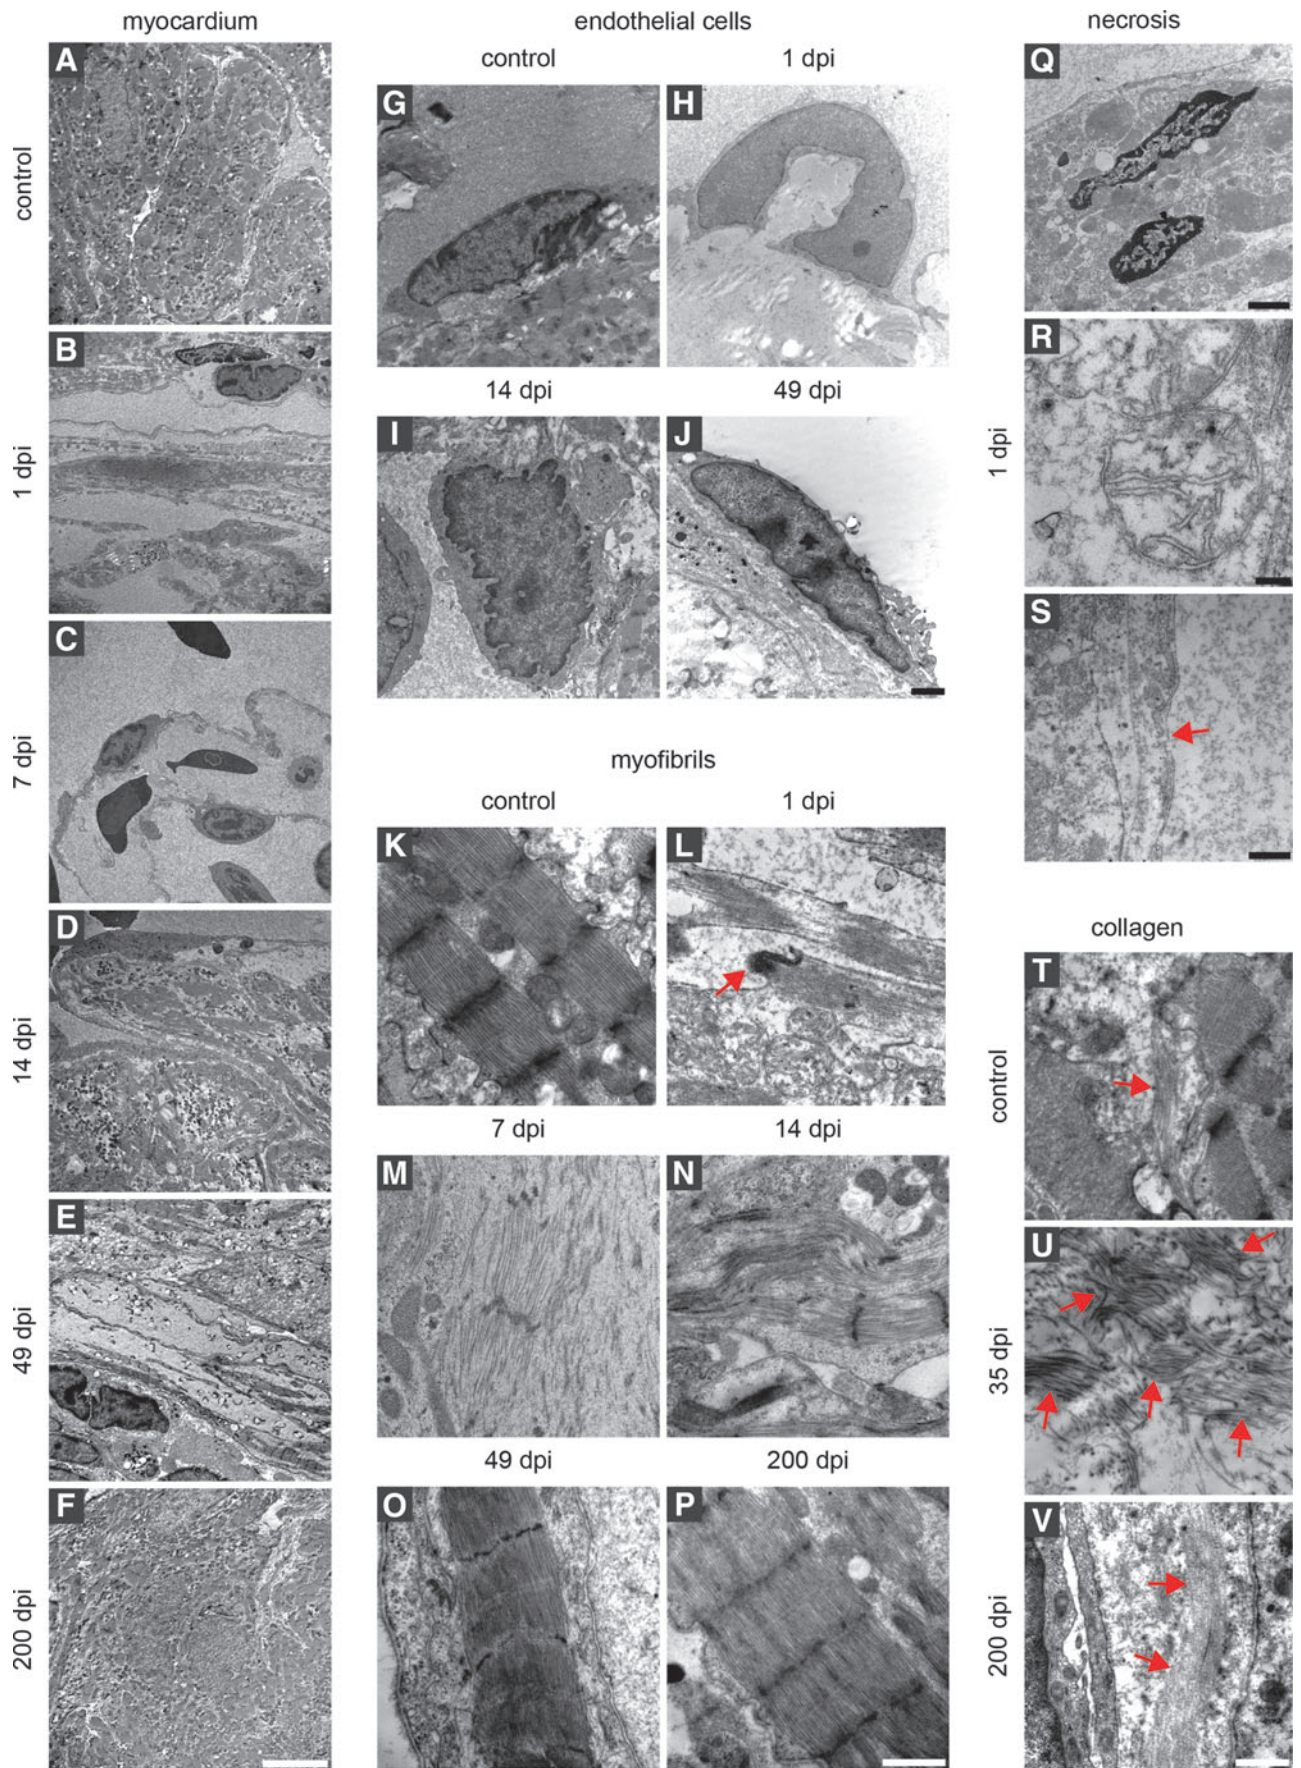 myocardium
control
A
1 dpi
B
7 dpi
C
14 dpi
D
49 dpi
E
200 dpi
F
endothelial cells
control
1 dpi
G
H
14 dpi
49 dpi
I
J
myofibrils
control
1 dpi
K
L
7 dpi
14 dpi
M
N
49 dpi
200 dpi
O
P
necrosis
1 dpi
Q
R
S
collagen
control
T
35 dpi
U
200 dpi
V